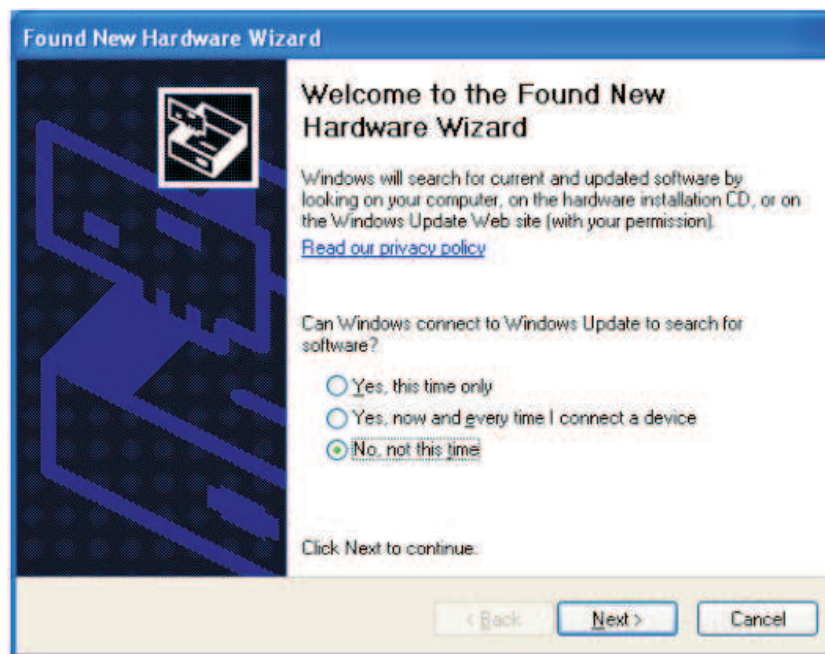 Found New Hardware Wizard
Welcome to the Found New
Hardware Wizard
Windows will search for current and updated software by
looking on your computer, on the hardware installation CD, or on
the Windows Update Web site (with your permission).
Read our privacy policy
Can Windows connect to Windows Update to search for
software?
Yes, this time only
Yes, now and every time I connect a device
No, not this time
Click Next to continue.
< Back
Next >
Cancel